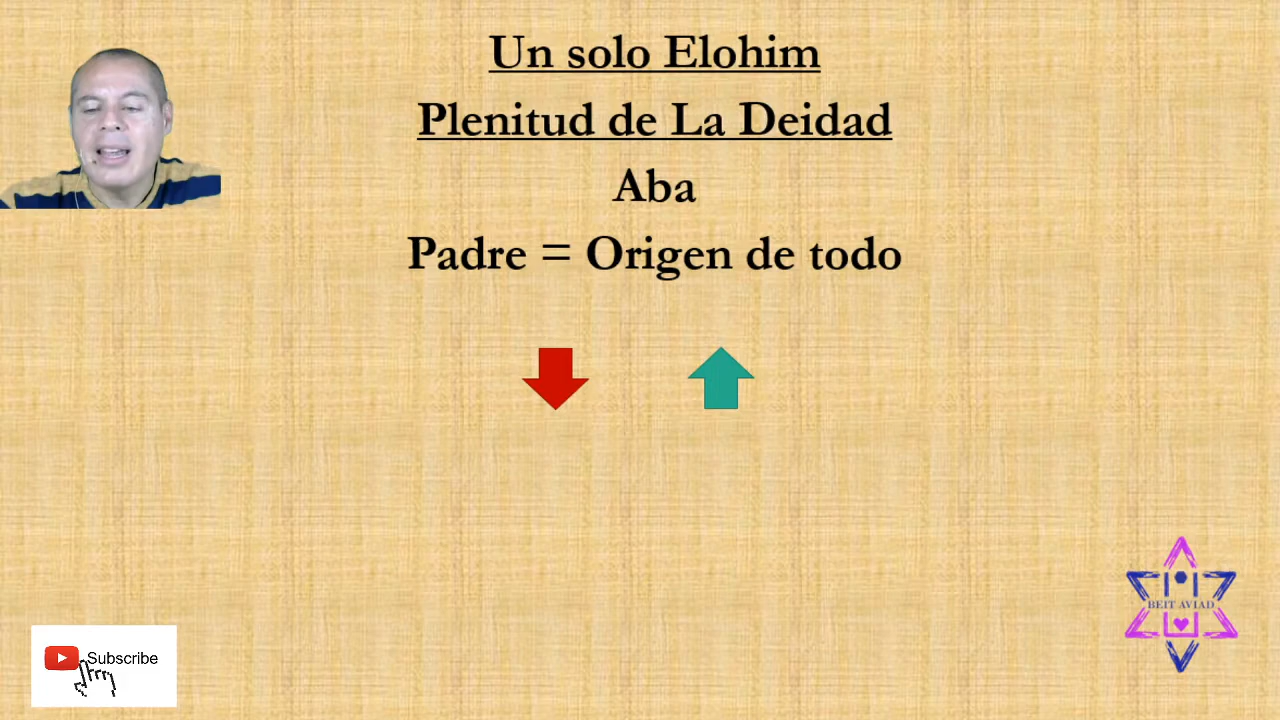 Un solo Elohim
Plenitud de La Deidad
Aba
Padre = Origen de todo
BEIT AVIAD
Subscribe